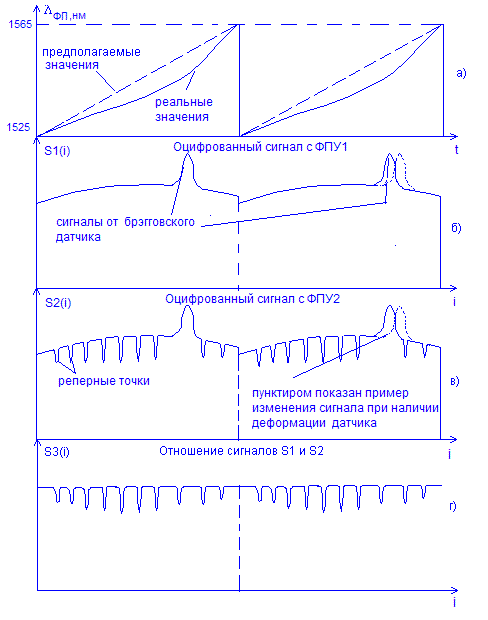 λФП,нм
1565
предполагаемые
значения
реальные
значения
а)
1525
t
S1(i)
Оцифрованный сигнал с ФПУ1
сигналы от брэгговского
датчика
б)
i
S2(i)
Оцифрованный сигнал с ФПУ2
реперные точки
пунктиром показан пример
изменения сигнала при наличии
деформации датчика
в)
i
S3(i)
Отношение сигналов S1 и S2
г)
i